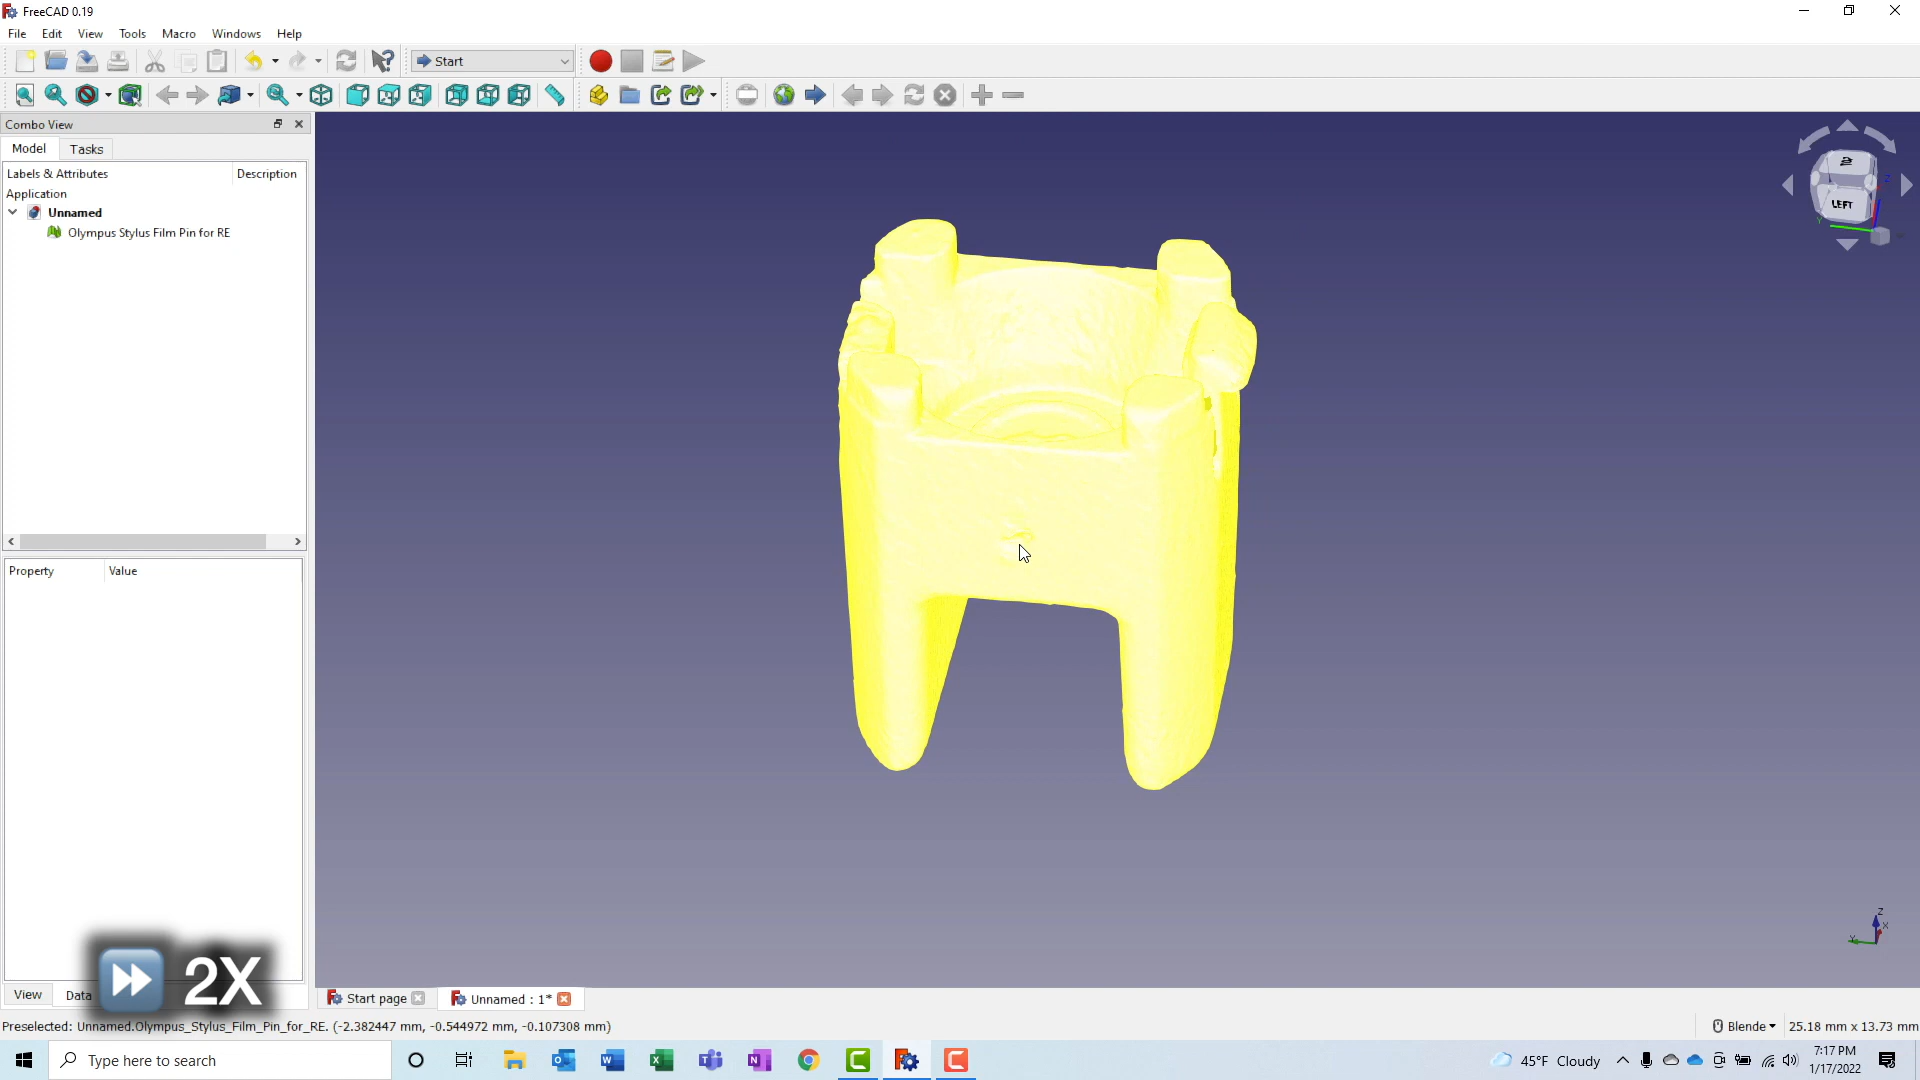 FreeCAD 0.19
File Edit View Tools Macro Windows Help
Start
Combo View
Model Tasks
Labels & Attributes Description
Application
Unnamed
Olympus Stylus Film Pin for RE
LEFT
Z
Y
Property Value
2X
View Data
Z
X
Y
Start page
Unnamed : 1*
Preselected: Unnamed.Olympus_Stylus_Film_Pin_for_RE. (-2.382447 mm, -0.544972 mm, -0.107308 mm)
Blende
25.18 mm x 13.73 mm
Type here to search
45°F Cloudy
7:17 PM
1/17/2022